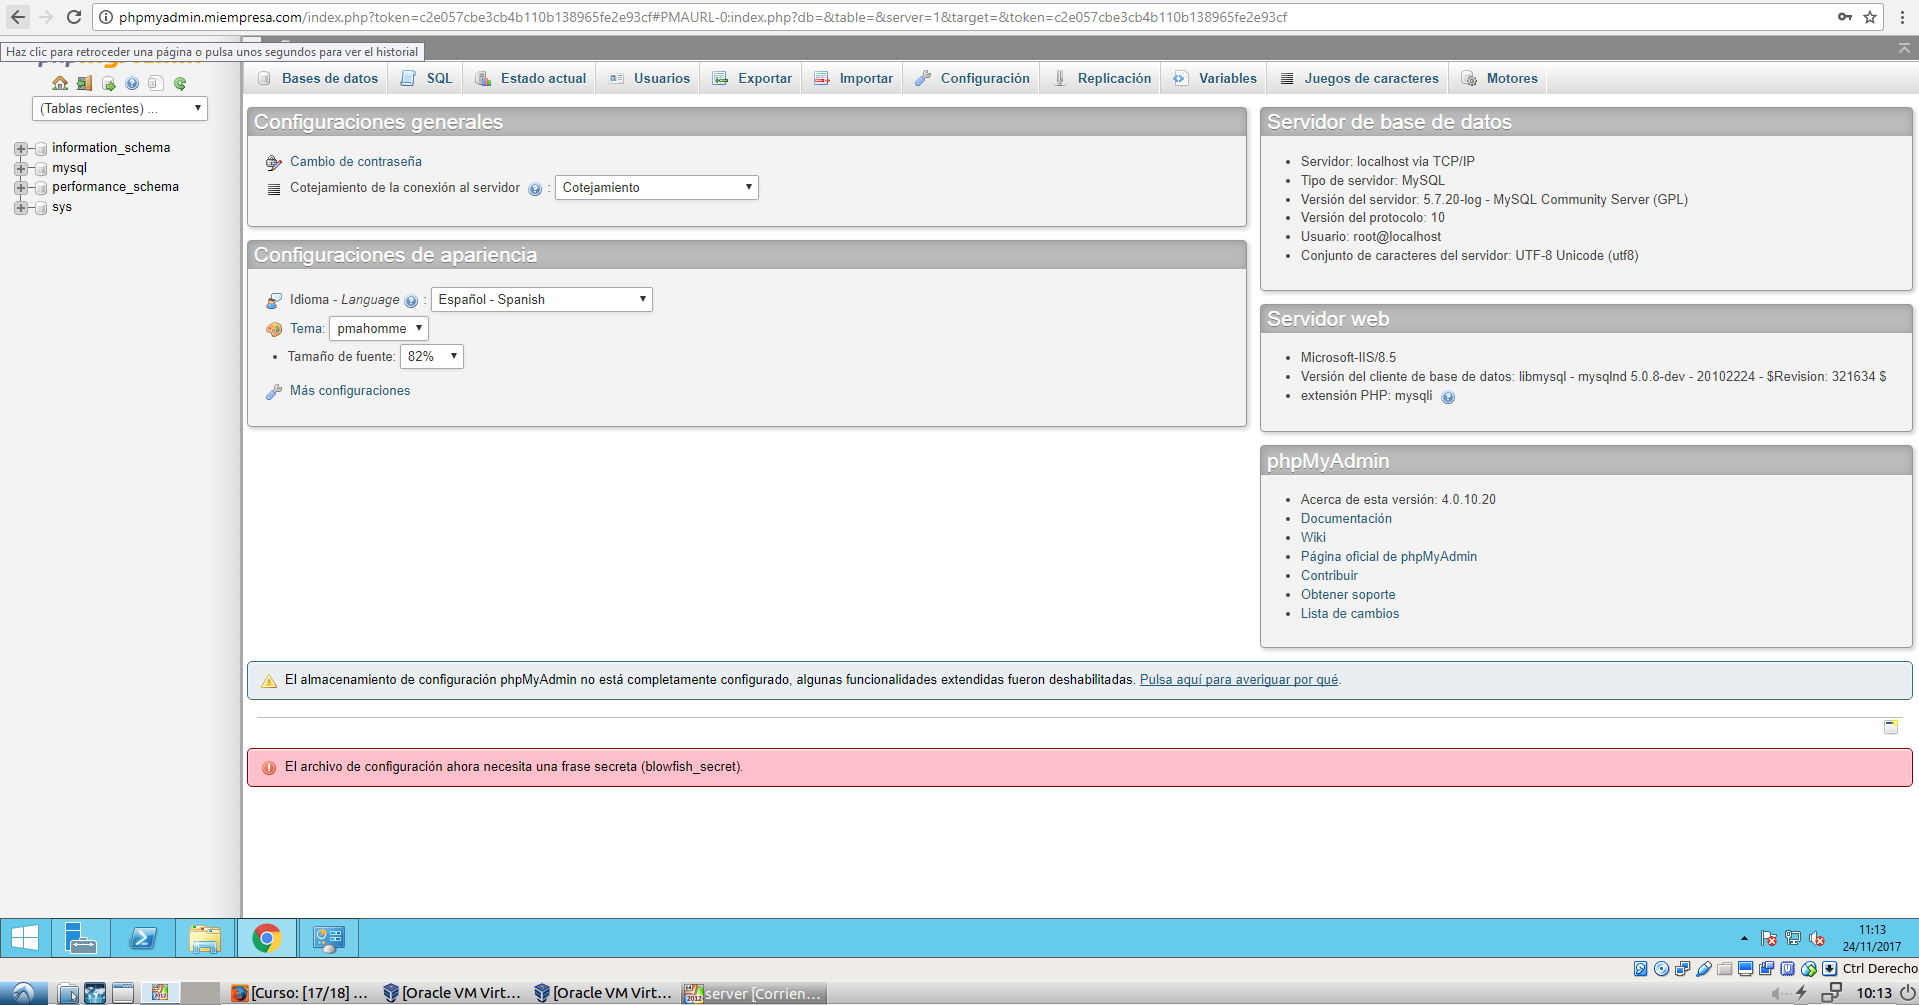 phpmyadmin.miempresa.com/index.php?token=c2e057cbe3cb4b110b138965fe2e93cf#PMAURL-0:index.php?db=&table=&server=1&target=&token=c2e057cbe3cb4b110b138965fe2e93cf
Haz clic para retroceder una página o pulsa unos segundos para ver el historial
Bases de datos
SQL
Estado actual
Usuarios
Exportar
Importar
Configuración
Replicación
Variables
Juegos de caracteres
Motores
(Tablas recientes) ...
information_schema
mysql
performance_schema
sys
Configuraciones generales
Cambio de contraseña
Cotejamiento de la conexión al servidor : Cotejamiento
Configuraciones de apariencia
Idioma - Language : Español - Spanish
Tema: pmahomme
Tamaño de fuente: 82%
Más configuraciones
Servidor de base de datos
Servidor: localhost via TCP/IP
Tipo de servidor: MySQL
Versión del servidor: 5.7.20-log - MySQL Community Server (GPL)
Versión del protocolo: 10
Usuario: root@localhost
Conjunto de caracteres del servidor: UTF-8 Unicode (utf8)
Servidor web
Microsoft-IIS/8.5
Versión del cliente de base de datos: libmysql - mysqlnd 5.0.8-dev - 20102224 - $Revision: 321634 $
extensión PHP: mysqli
phpMyAdmin
Acerca de esta versión: 4.0.10.20
Documentación
Wiki
Página oficial de phpMyAdmin
Contribuir
Obtener soporte
Lista de cambios
El almacenamiento de configuración phpMyAdmin no está completamente configurado, algunas funcionalidades extendidas fueron deshabilitadas. Pulsa aquí para averiguar por qué.
El archivo de configuración ahora necesita una frase secreta (blowfish_secret).
11:13
24/11/2017
Ctrl Derecho
[Curso: [17/18] ...
[Oracle VM Virt...
[Oracle VM Virt...
server [Corrien...
10:13